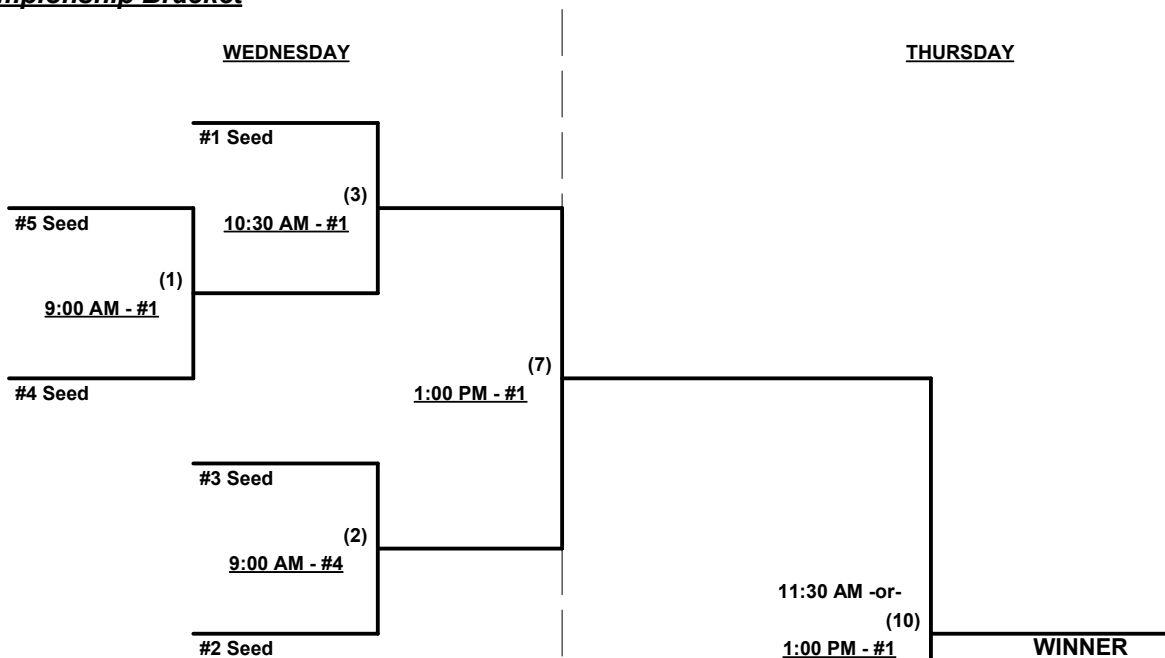 Bracket
WEDNESDAY
THURSDAY
#1 Seed
(3)
10:30 AM - #1
#5 Seed
(1)
9:00 AM - #1
#4 Seed
(7)
1:00 PM - #1
#3 Seed
(2)
9:00 AM - #4
#2 Seed
11:30 AM -or-
(10)
1:00 PM - #1
WINNER